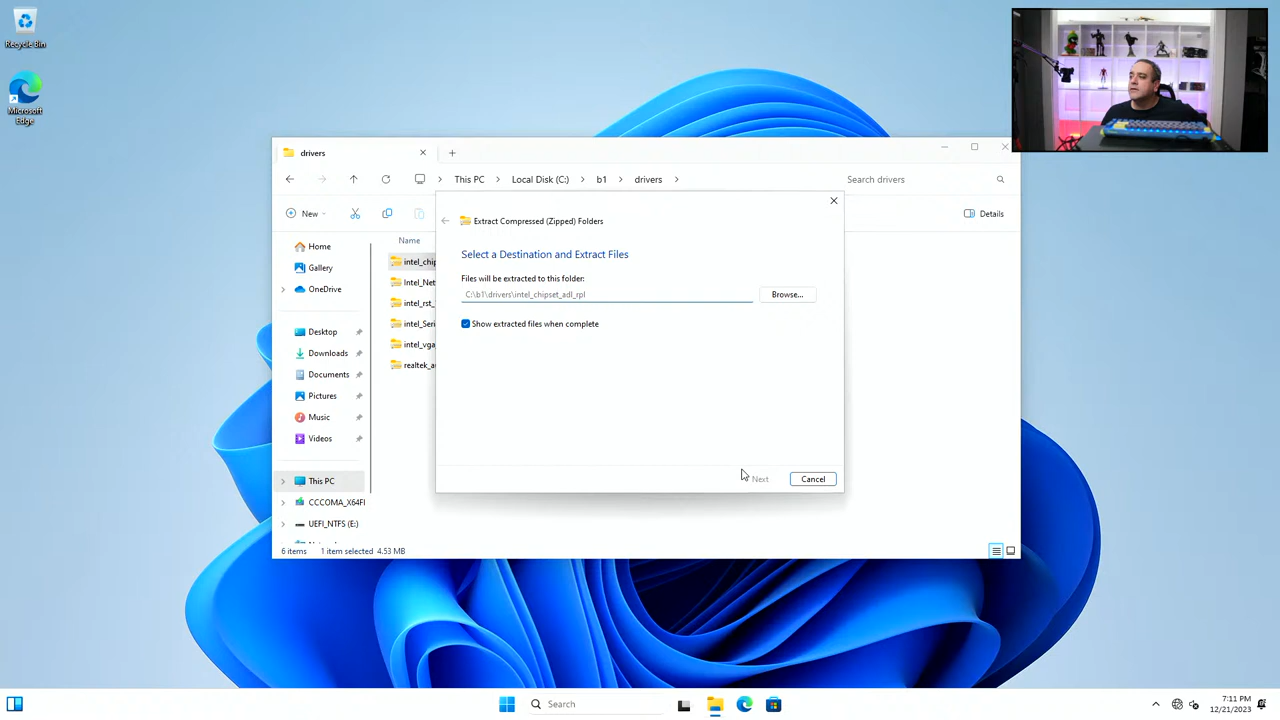 Recycle Bin
Microsoft
Edge
drivers
This PC
Local Disk (C:)
b1
drivers
Search drivers
New
Details
Extract Compressed (Zipped) Folders
Select a Destination and Extract Files
Files will be extracted to this folder:
C:\b1\drivers\intel_chipset_adl_rpl
Browse...
Show extracted files when complete
Next
Cancel
Home
Gallery
OneDrive
Desktop
Downloads
Documents
Pictures
Music
Videos
This PC
CCCOMA_X64F
UEFI_NTFS (E:)
Name
intel_chip
Intel_Net
intel_rst_
intel_Seri
intel_vga
realtek_a
6 items
1 item selected 4.53 MB
Search
7:11 PM
12/21/2023